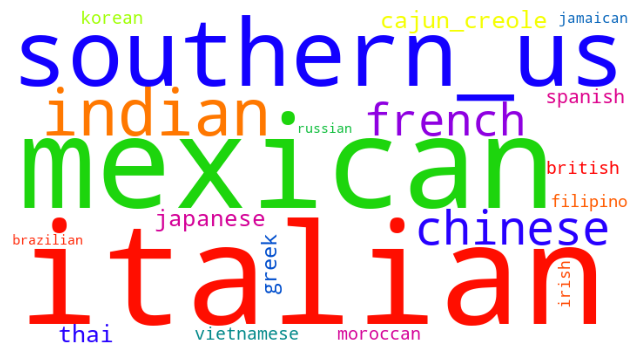 korean
cajun_creole
jamaican
southern_us
spanish
indian
french
russian
mexican
british
filipino
japanese
chinese
brazilian
italian
greek
irish
thai
vietnamese
moroccan